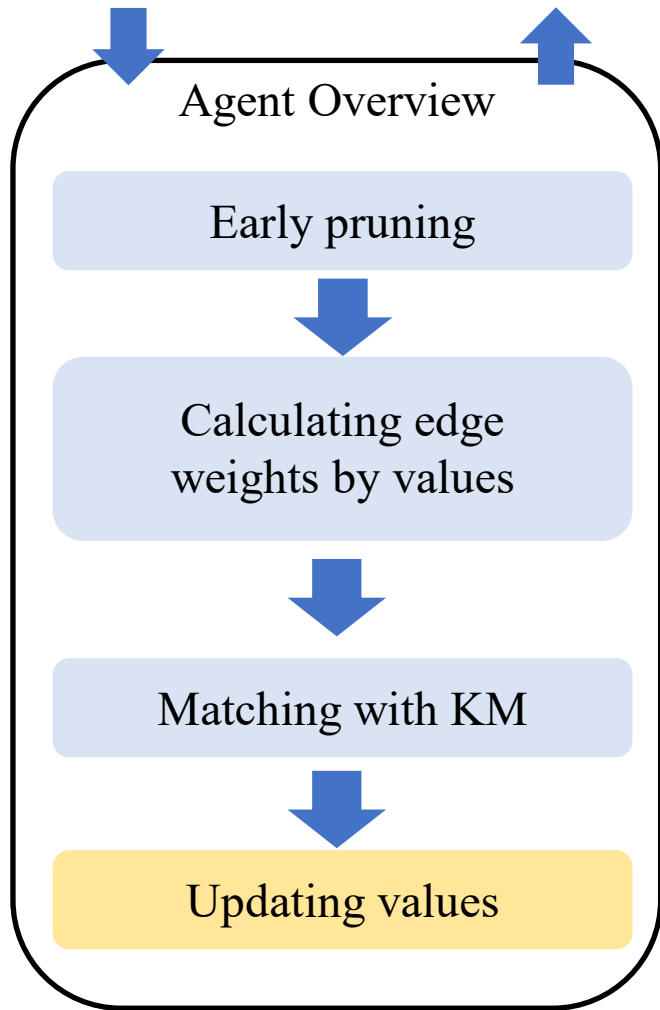 Agent Overview
Early pruning
Calculating edge
weights by values
Matching with KM
Updating values